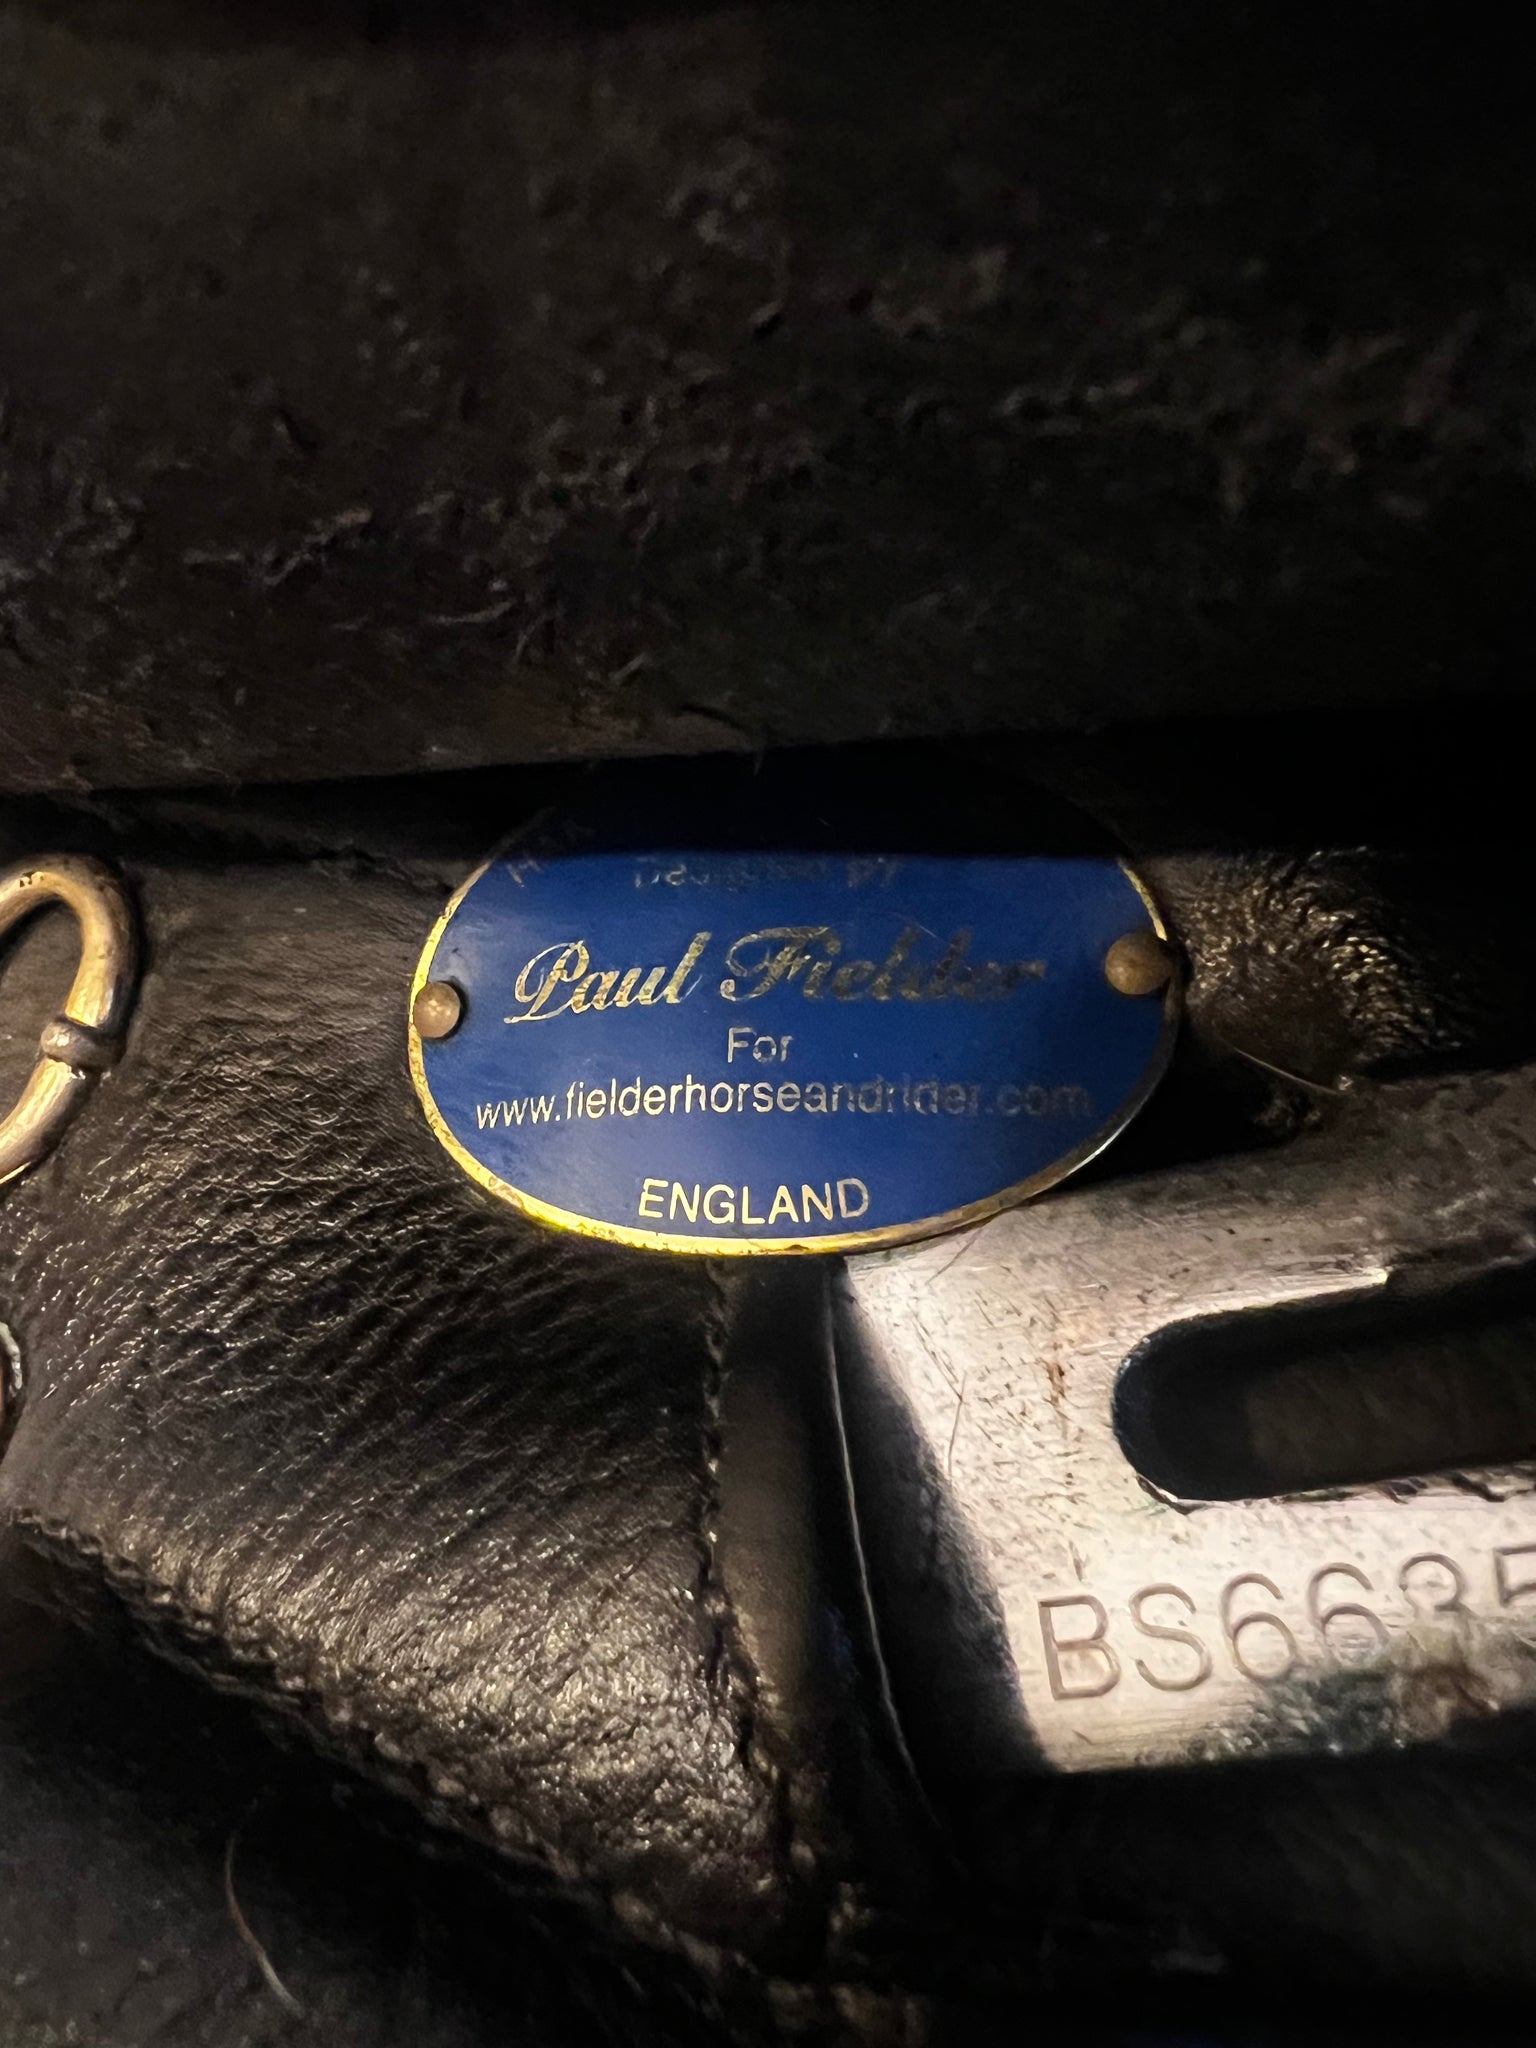 Paul Fielder
For
www.fielderhorseandrider.com
ENGLAND
BS6635